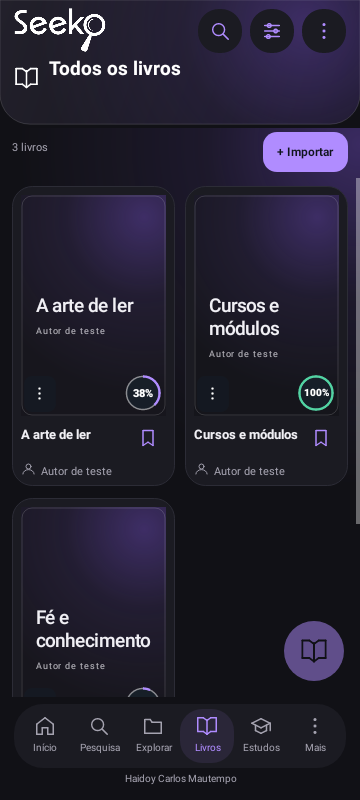 Seeko
Todos os livros
3 livros
+ Importar
A arte de ler
Autor de teste
38%
A arte de ler
Autor de teste
Cursos e
módulos
Autor de teste
100%
Cursos e módulos
Autor de teste
Fé e
conhecimento
Autor de teste
Início
Pesquisa
Explorar
Livros
Estudos
Mais
Haidoy Carlos Mautempo